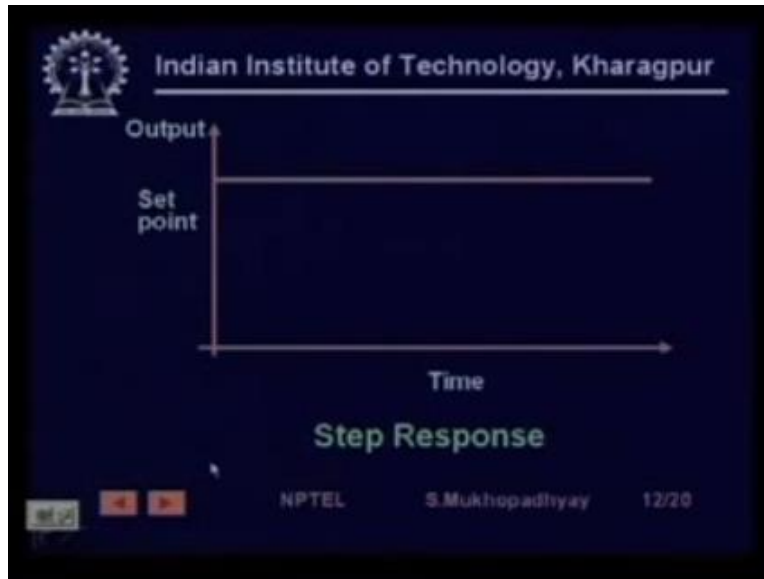 Indian Institute of Technology, Kharagpur
Output
Set
point
Time
Step Response
NPTEL S.Mukhopadhyay 12/20